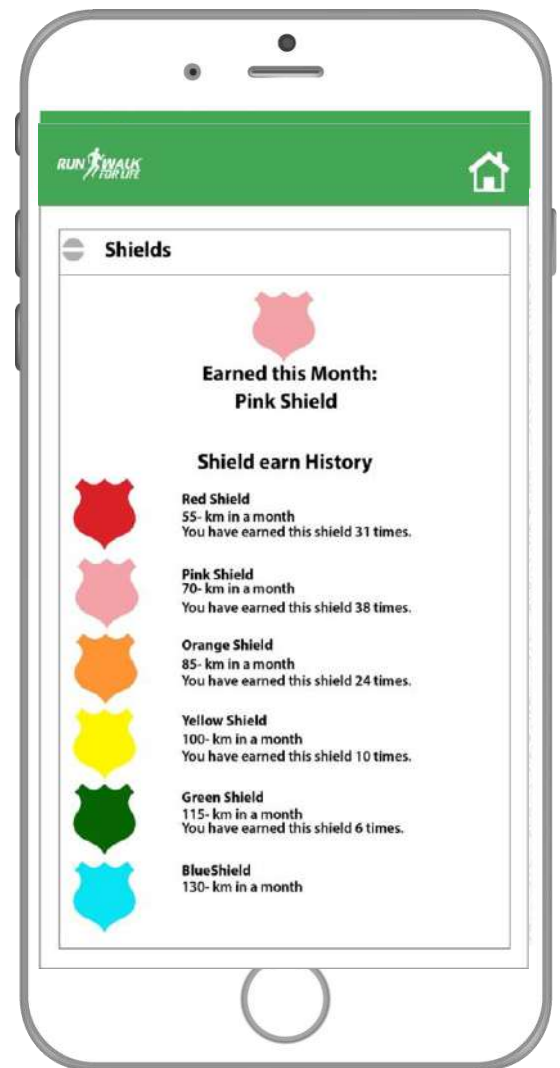 RUN WALK
FOR LIFE
Shields
Earned this Month:
Pink Shield
Shield earn History
Red Shield
55- km in a month
You have earned this shield 31 times.
Pink Shield
70- km in a month
You have earned this shield 38 times.
Orange Shield
85- km in a month
You have earned this shield 24 times.
Yellow Shield
100- km in a month
You have earned this shield 10 times.
Green Shield
115- km in a month
You have earned this shield 6 times.
BlueShield
130- km in a month